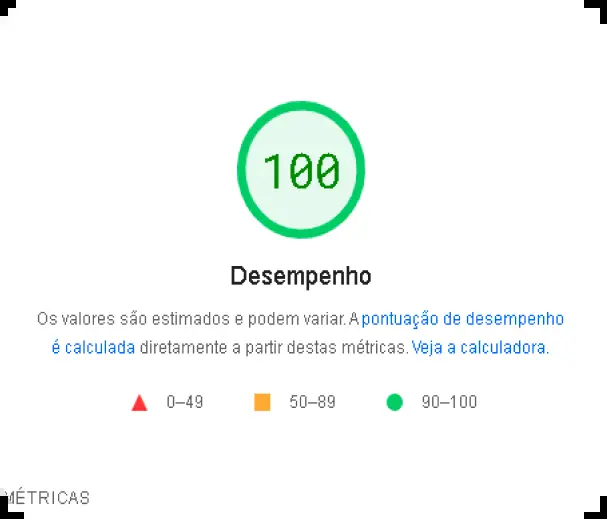 100
Desempenho
Os valores são estimados e podem variar. A pontuação de desempenho
é calculada diretamente a partir destas métricas. Veja a calculadora.
0–49 50–89 90–100
MÉTRICAS